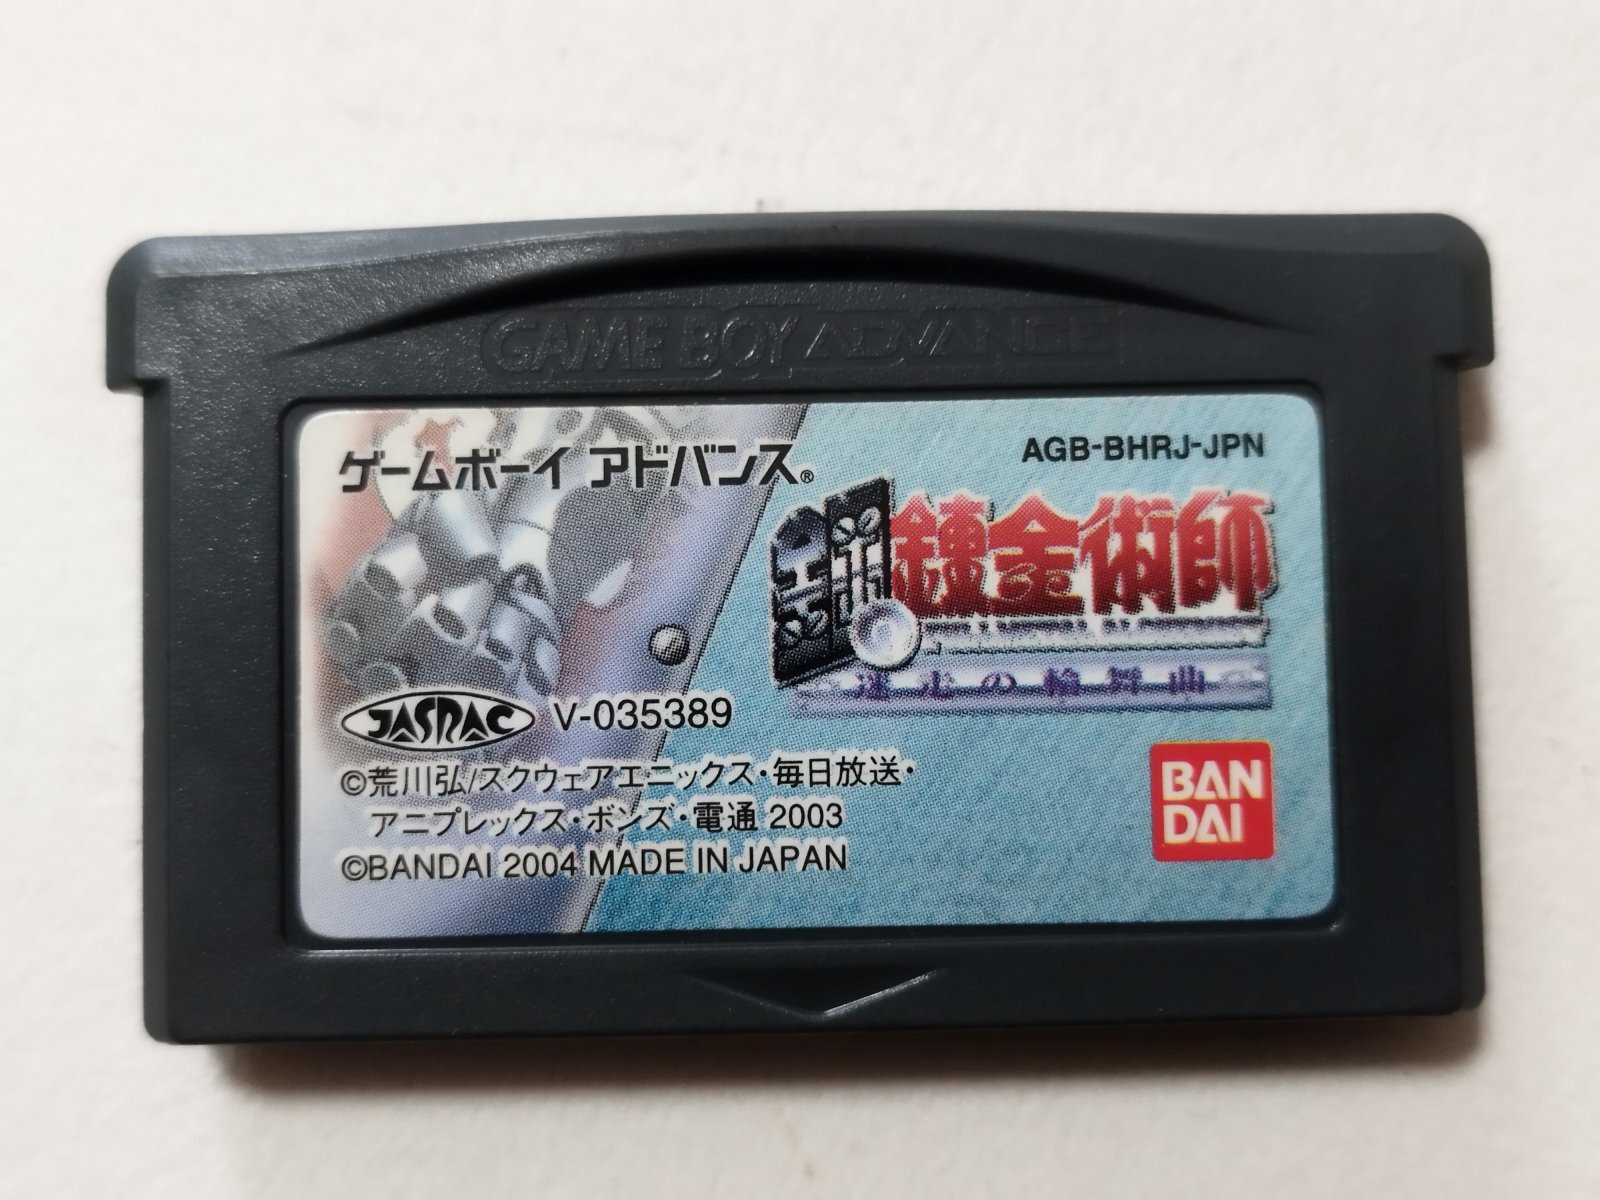 GAME BOY ADVANCE
ゲームボーイ アドバンス®
AGB-BHRJ-JPN
鋼の錬金術師
迷走の輪舞曲
JASRAC V-035389
©荒川弘/スクウェアエニックス・毎日放送・
アニプレックス・ボンズ・電通 2003
©BANDAI 2004 MADE IN JAPAN
BAN
DAI